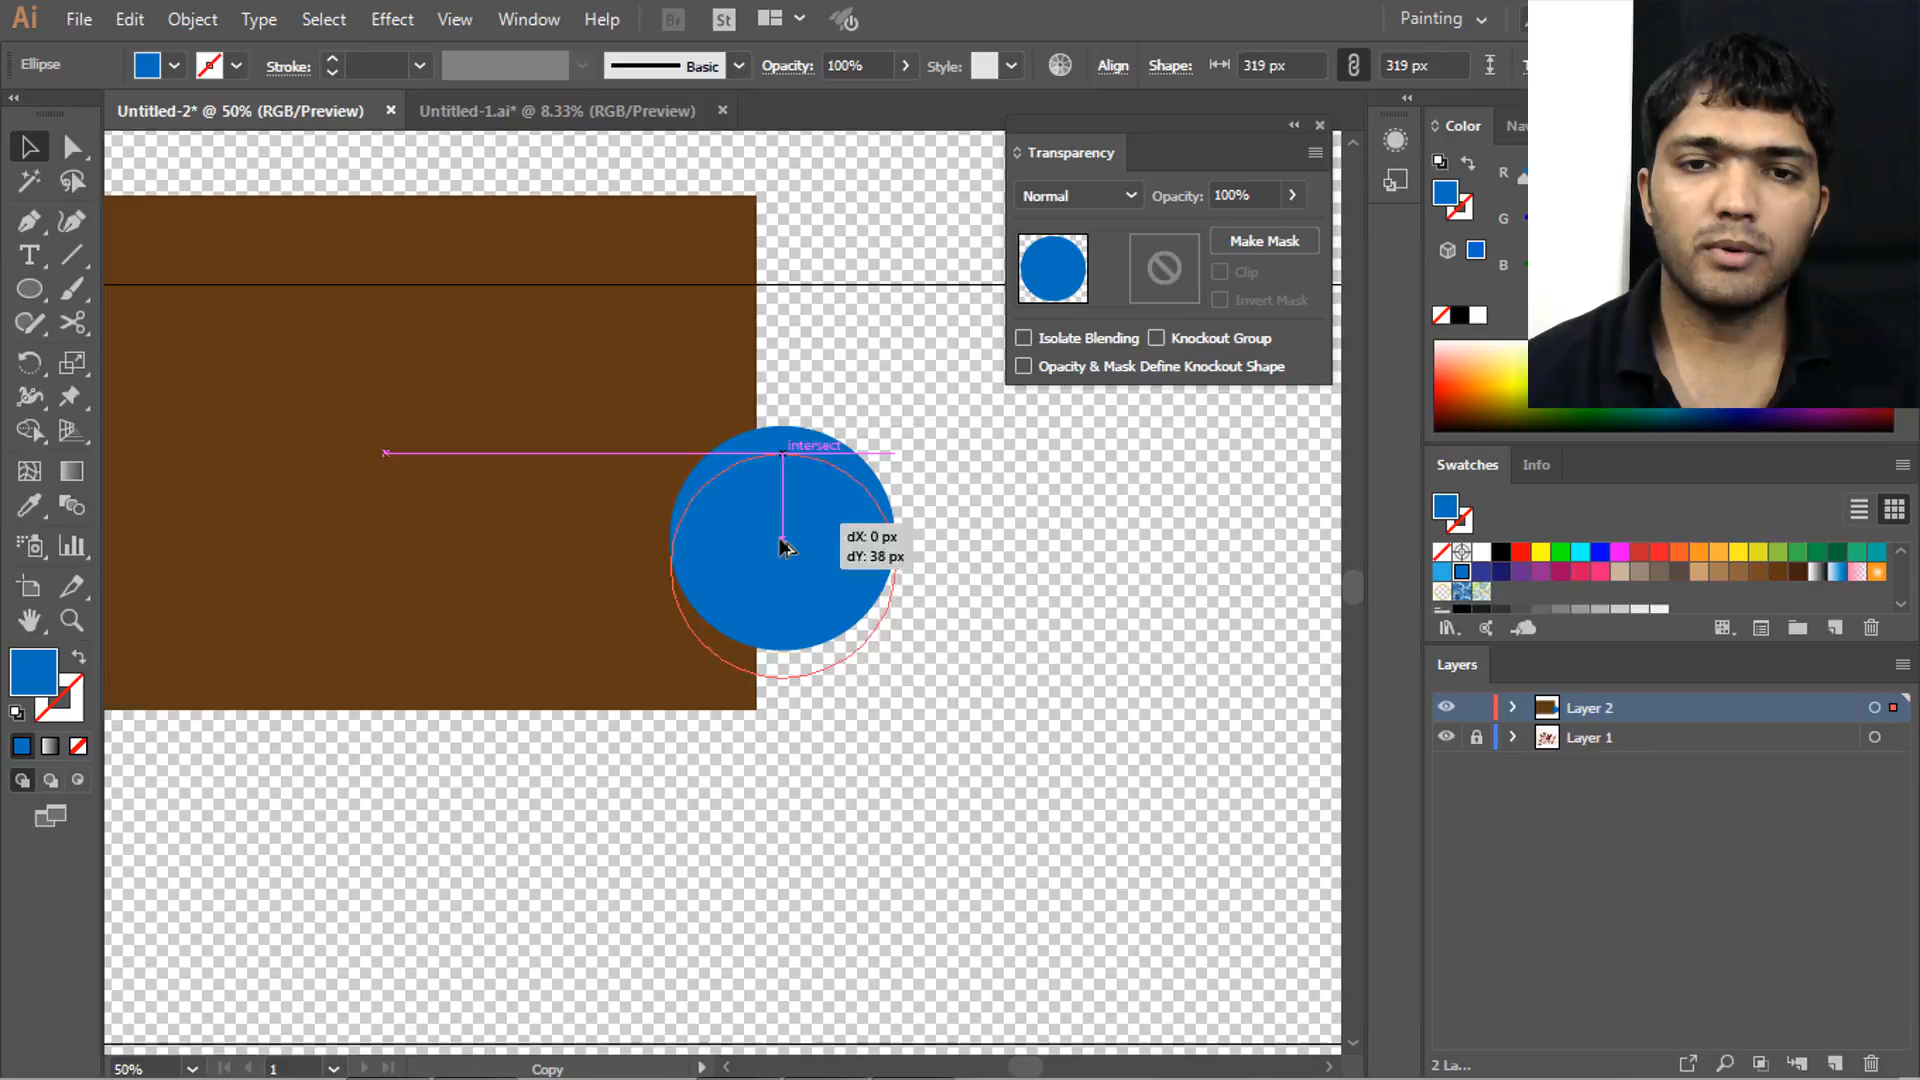 Ai File Edit Object Type Select Effect View Window Help Br St Painting
Ellipse Stroke: Basic Opacity: 100% Style: Align Shape: 319 px 319 px
Untitled-2* @ 50% (RGB/Preview) × Untitled-1.ai* @ 8.33% (RGB/Preview) ×
Transparency
Normal Opacity: 100%
Make Mask
Clip
Invert Mask
Isolate Blending Knockout Group
Opacity & Mask Define Knockout Shape
Color Nav
R
G
B
intersect
dX: 0 px
dY: 38 px
Swatches Info
Layers
Layer 2
Layer 1
50% 1 Copy 2 La...